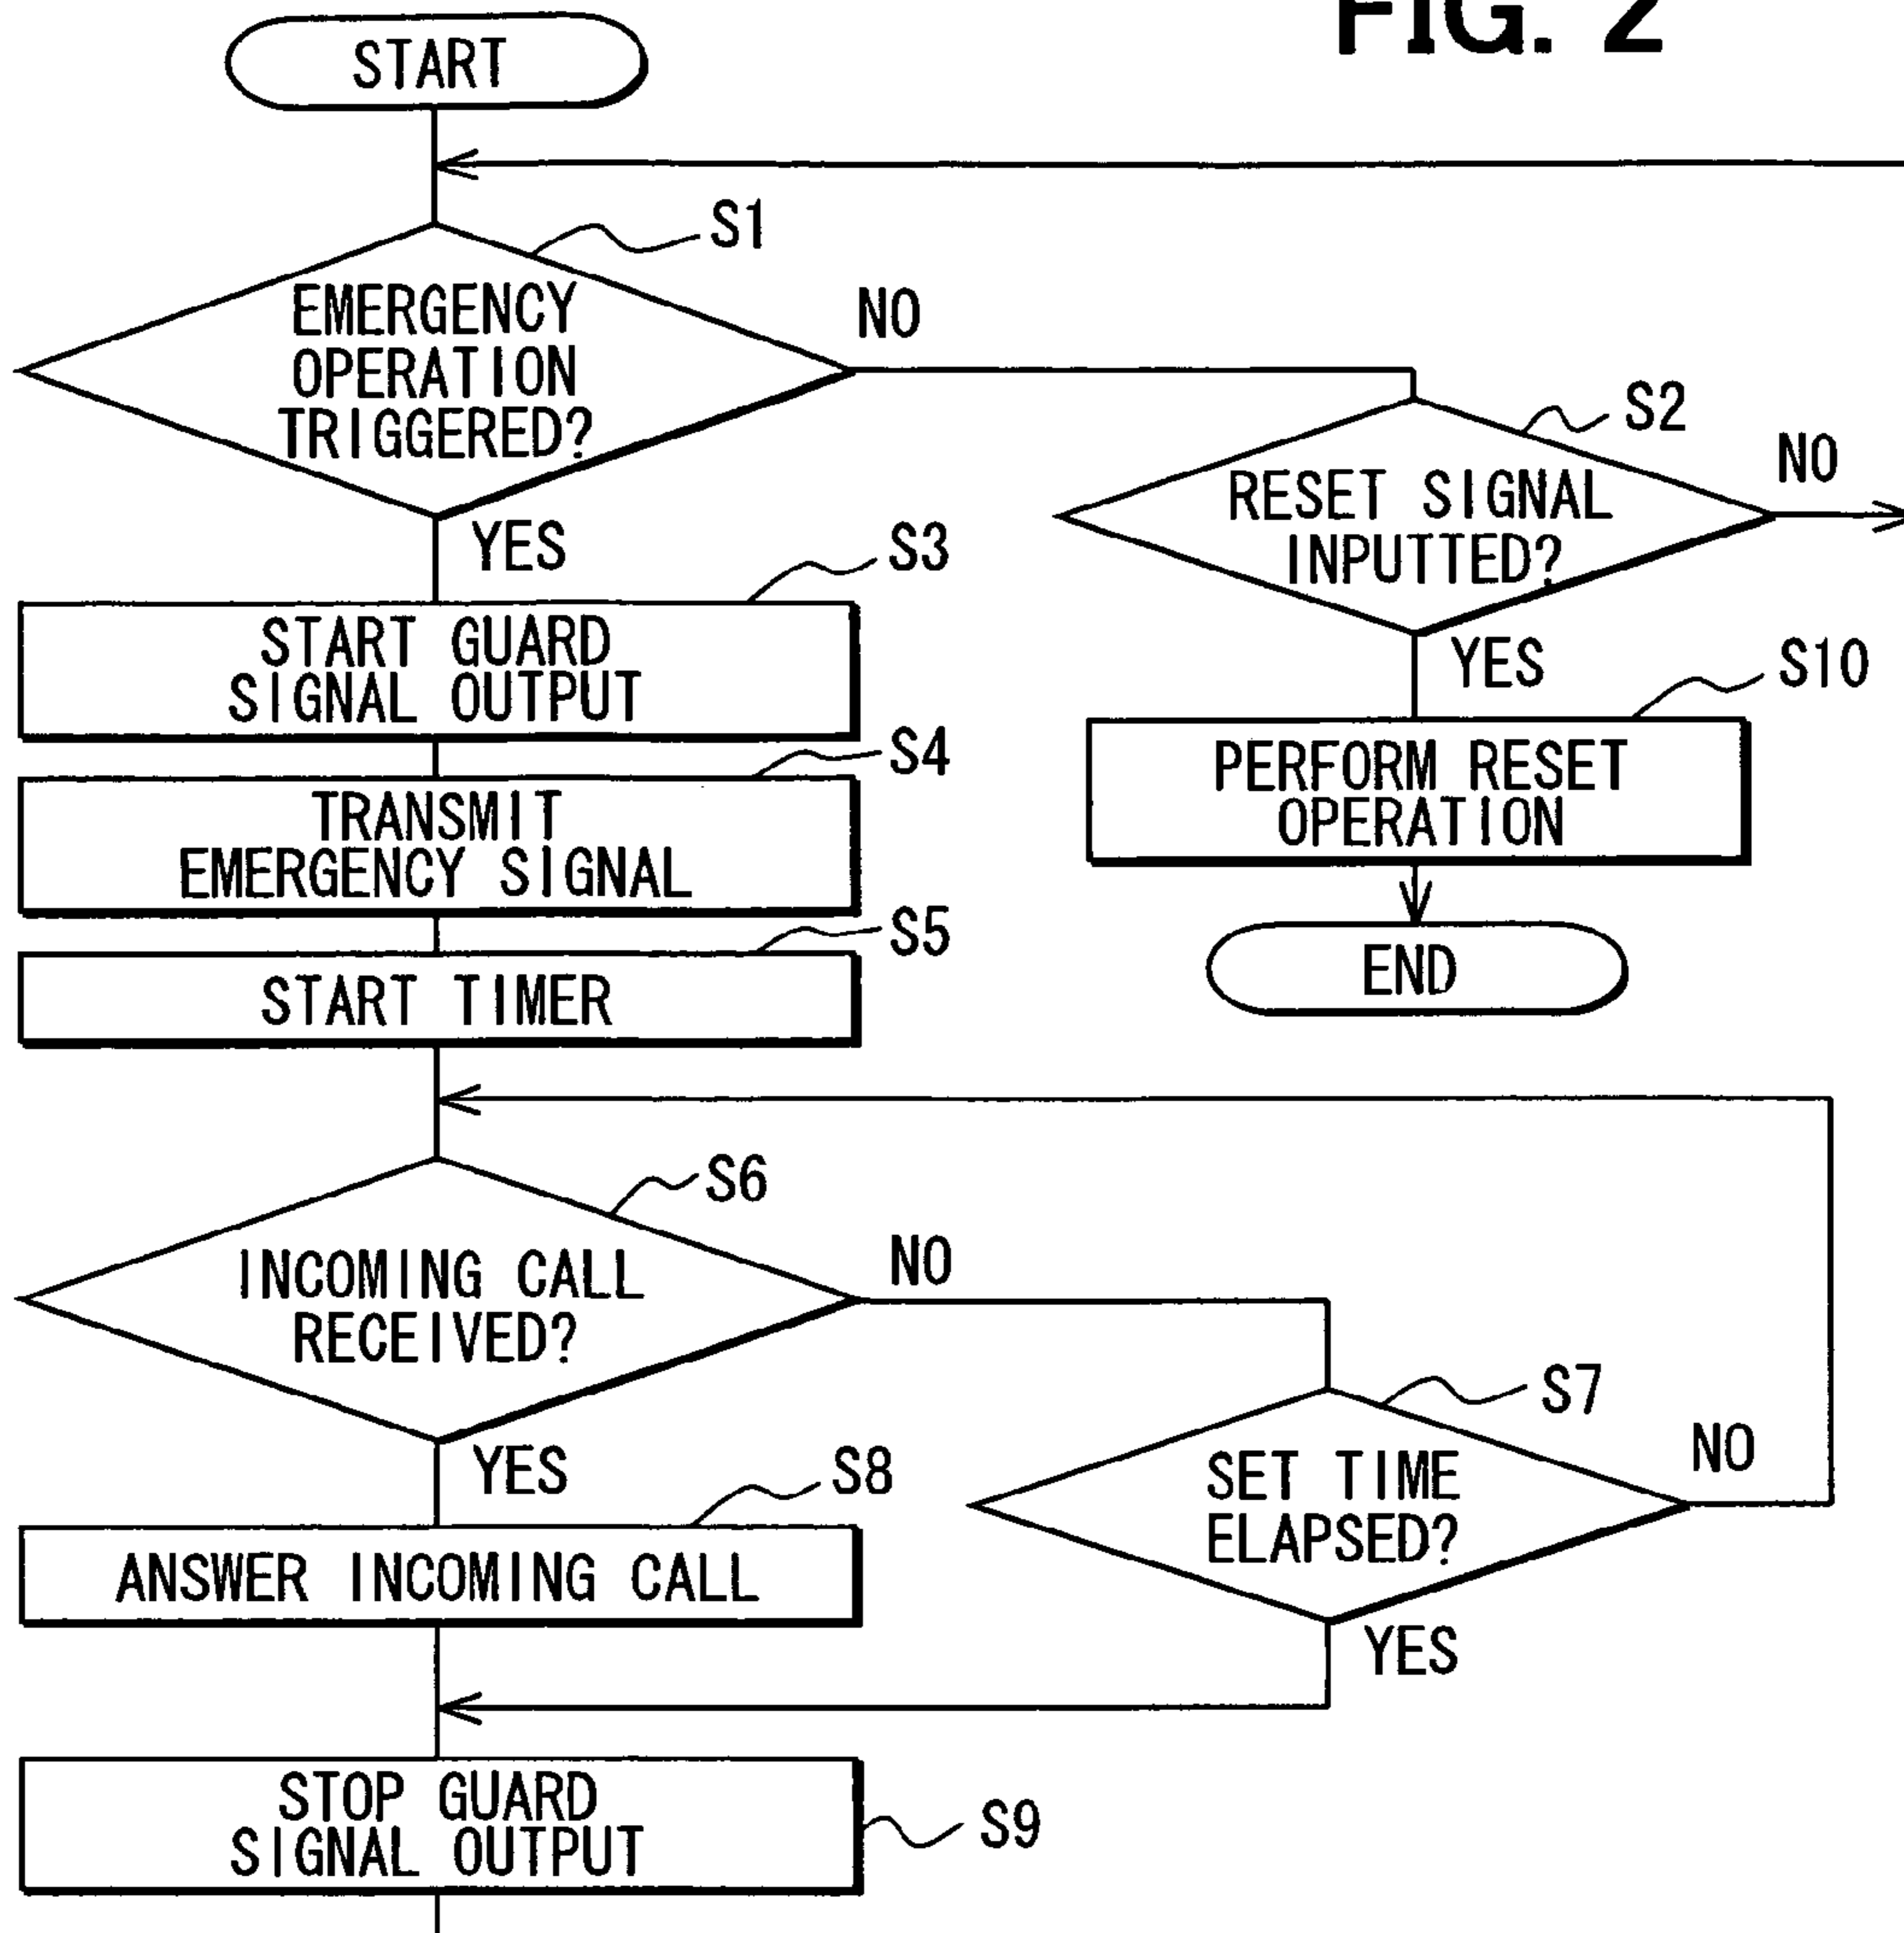 FIG. 2
START
S1
EMERGENCY
OPERATION
TRIGGERED?
NO
YES
S2
RESET SIGNAL
INPUTTED?
NO
YES
S3
START GUARD
SIGNAL OUTPUT
S10
PERFORM RESET
OPERATION
END
S4
TRANSMIT
EMERGENCY SIGNAL
S5
START TIMER
S6
INCOMING CALL
RECEIVED?
NO
YES
S7
SET TIME
ELAPSED?
NO
YES
S8
ANSWER INCOMING CALL
STOP GUARD
SIGNAL OUTPUT
S9